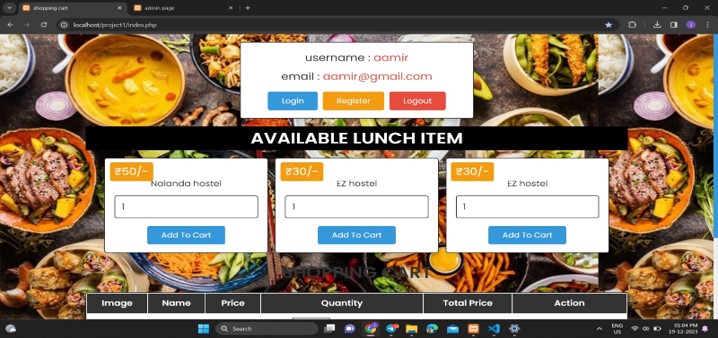 shopping cart
admin page
localhost/project1/index.php
username : aamir
email : aamir@gmail.com
Login Register Logout
AVAILABLE LUNCH ITEM
₹50/- ₹30/- ₹30/-
Nalanda hostel EZ hostel EZ hostel
1 1 1
Add To Cart Add To Cart Add To Cart
SHOPPING CART
Image Name Price Quantity Total Price Action
Search
ENG
US
01:04 PM
19-12-2023